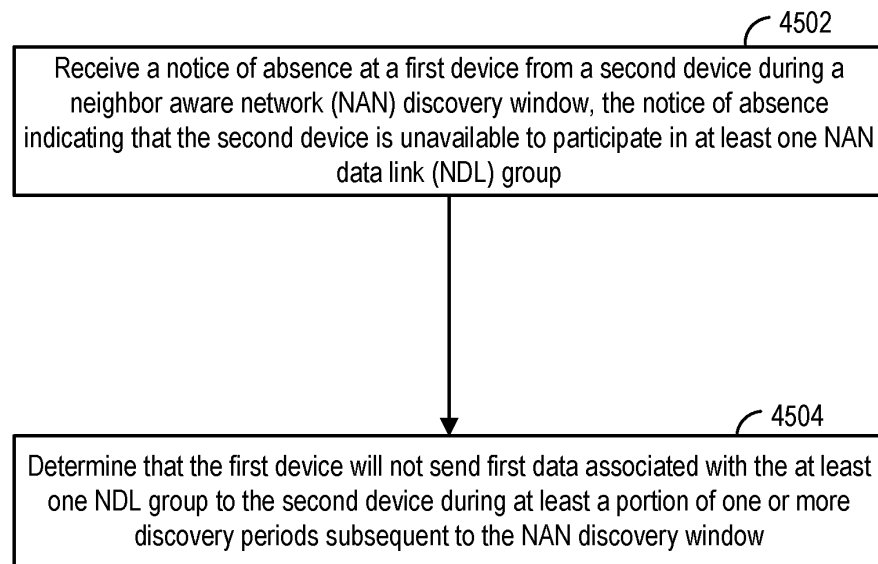 4502
Receive a notice of absence at a first device from a second device during a
neighbor aware network (NAN) discovery window, the notice of absence
indicating that the second device is unavailable to participate in at least one NAN
data link (NDL) group
4504
Determine that the first device will not send first data associated with the at least
one NDL group to the second device during at least a portion of one or more
discovery periods subsequent to the NAN discovery window